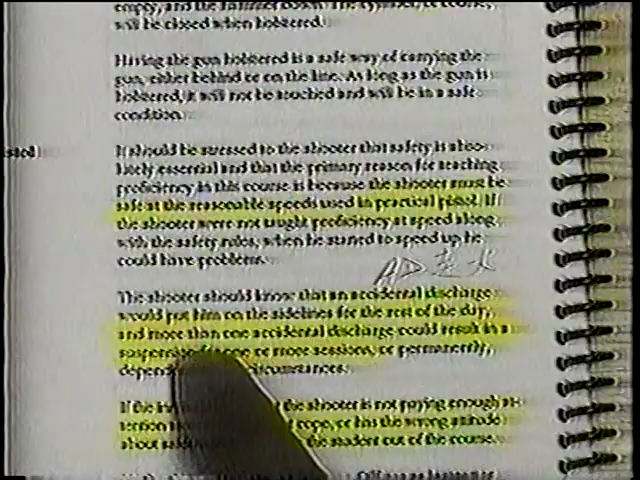 empty, and the hammer down. The cylinder, of course,
will be closed when holstered.
Having the gun holstered is a safe way of carrying the
gun, either behind or on the line. As long as the gun is
holstered, it will not be touched and will be in a safe
condition.
It should be stressed to the shooter that safety is abso-
lutely essential and that the primary reason for teaching
proficiency in this course is because the shooter must be
safe at the reasonable speeds used in practical pistol. If
the shooter were not taught proficiency at speed along
with the safety rules, when he started to speed up he
could have problems.
AD 走火
The shooter should know that an accidental discharge
would put him on the sidelines for the rest of the day,
and more than one accidental discharge could result in a
suspension of one or more sessions, or permanently,
depend circumstances.
If the the shooter is not paying enough at-
tention rope, or has the wrong attitude
about the student out of the course.